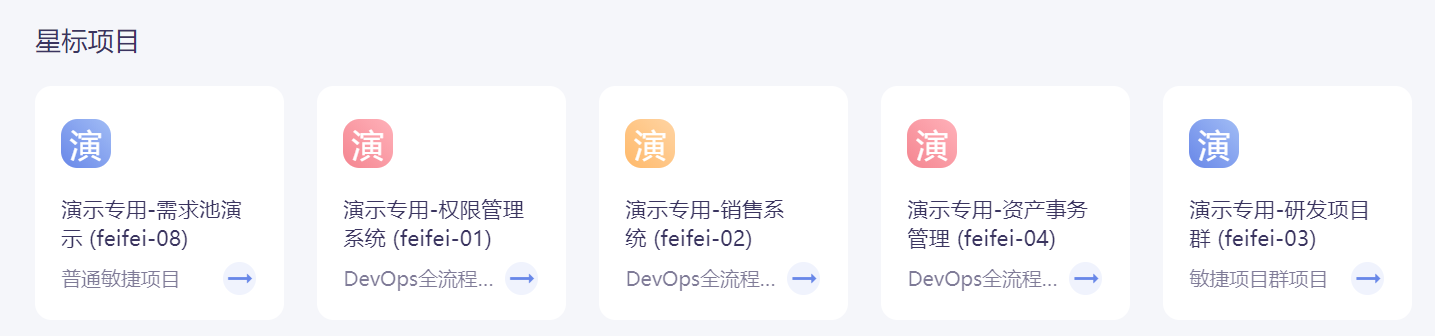 星标项目
演
演示专用-需求池演
示 (feifei-08)
普通敏捷项目
演
演示专用-权限管理
系统 (feifei-01)
DevOps全流程...
演
演示专用-销售系
统 (feifei-02)
DevOps全流程...
演
演示专用-资产事务
管理 (feifei-04)
DevOps全流程...
演
演示专用-研发项目
群 (feifei-03)
敏捷项目群项目